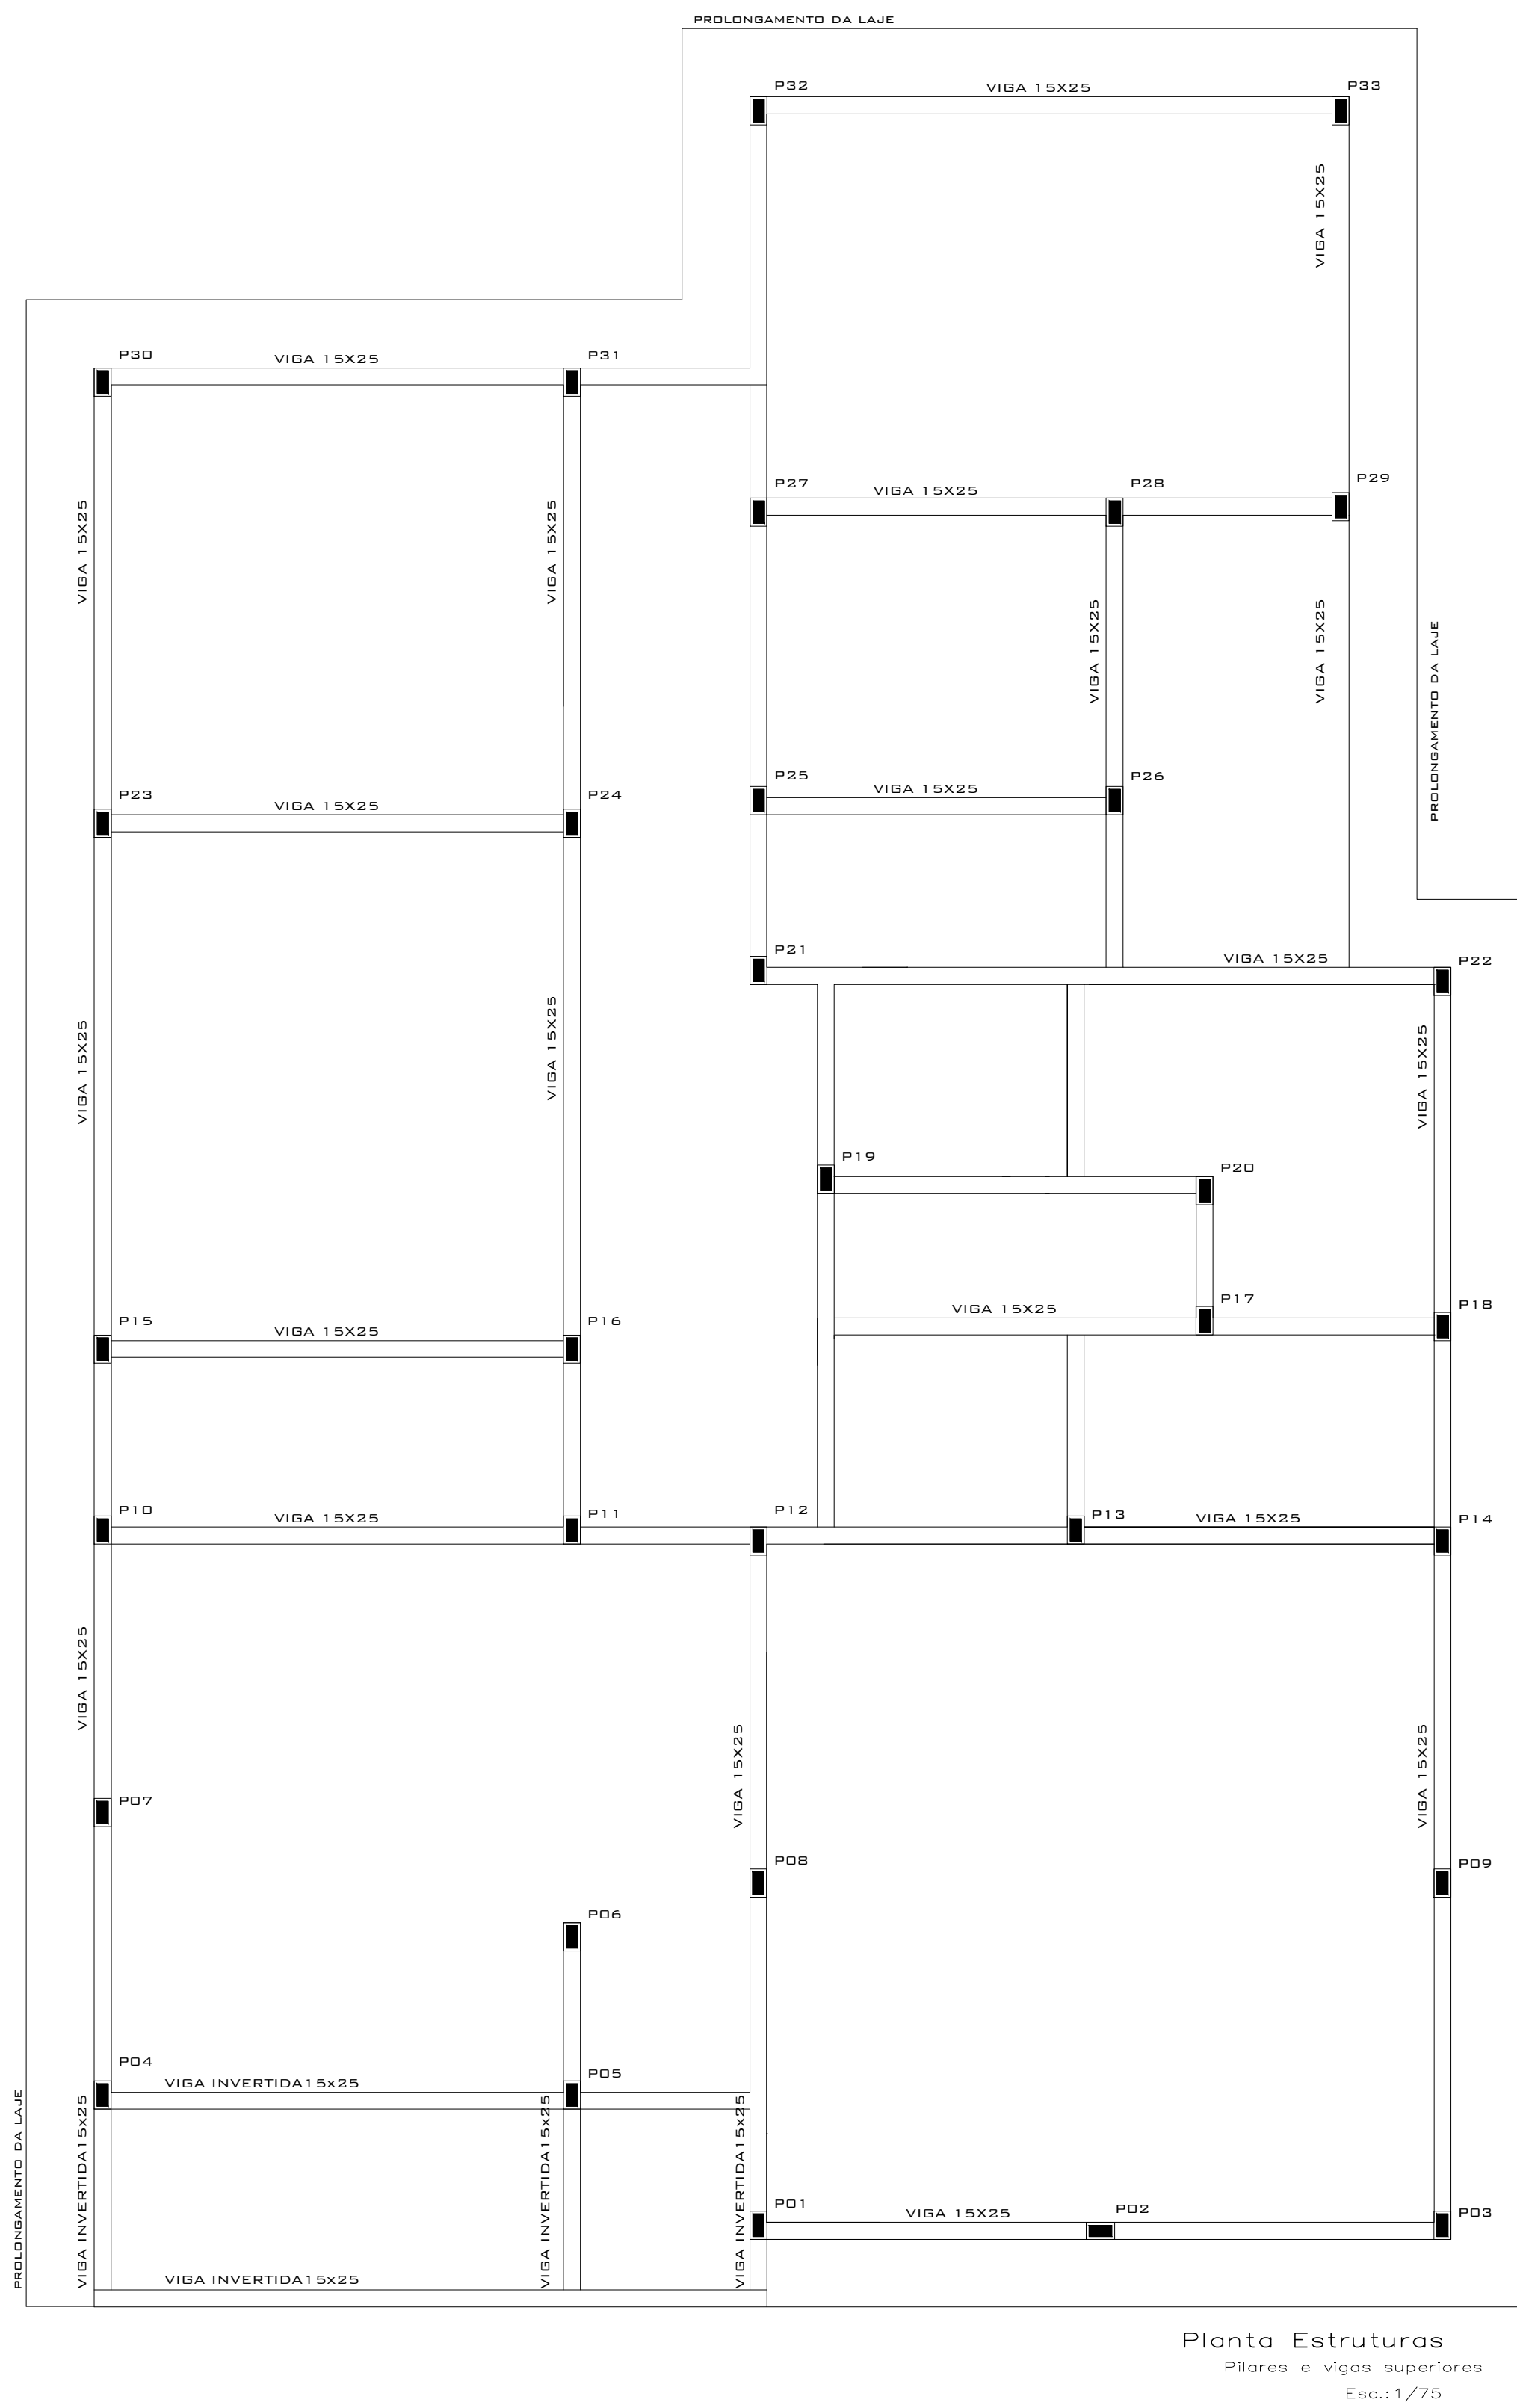 PROLONGAMENTO DA LAJE
P32
VIGA 15X25
P33
VIGA 15X25
P30
VIGA 15X25
P31
P27
VIGA 15X25
P28
P29
VIGA 15X25
VIGA 15X25
VIGA 15X25
VIGA 15X25
PROLONGAMENTO DA LAJE
P25
VIGA 15X25
P26
P23
VIGA 15X25
P24
P21
VIGA 15X25
P22
VIGA 15X25
VIGA 15X25
VIGA 15X25
P19
P20
P17
VIGA 15X25
P18
P15
VIGA 15X25
P16
P10
VIGA 15X25
P11
P12
P13
VIGA 15X25
P14
VIGA 15X25
VIGA 15X25
VIGA 15X25
P07
P08
P09
P06
P04
VIGA INVERTIDA15x25
P05
PROLONGAMENTO DA LAJE
VIGA INVERTIDA15x25
VIGA INVERTIDA15x25
VIGA INVERTIDA15x25
P01
VIGA 15X25
P02
P03
VIGA INVERTIDA15x25
Planta Estruturas
Pilares e vigas superiores
Esc.:1/75